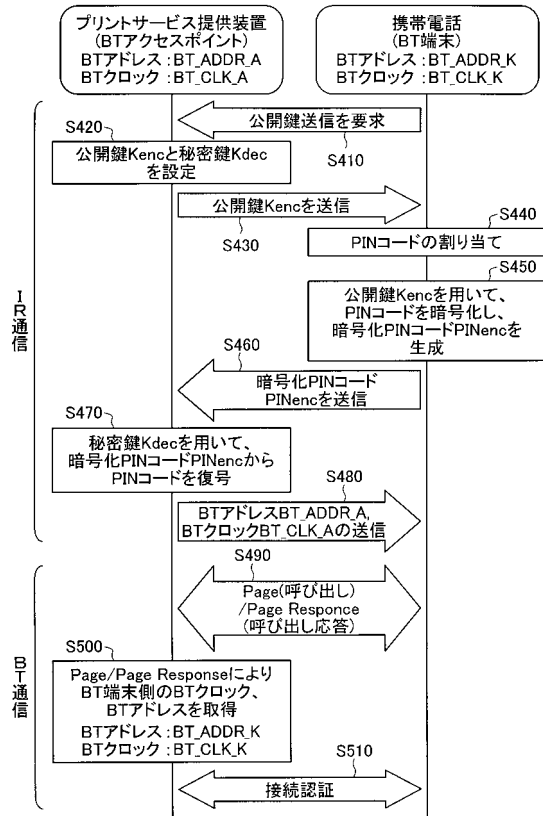 プリントサービス提供装置
(BTアクセスポイント)
BTアドレス:BT_ADDR_A
BTクロック:BT_CLK_A
携帯電話
(BT端末)
BTアドレス:BT_ADDR_K
BTクロック:BT_CLK_K
公開鍵送信を要求
S410
S420
公開鍵Kencと秘密鍵Kdec
を設定
公開鍵Kencを送信
S430
S440
PINコードの割り当て
S450
公開鍵Kencを用いて、
PINコードを暗号化し、
暗号化PINコードPINencを
生成
S460
暗号化PINコード
PINencを送信
S470
秘密鍵Kdecを用いて、
暗号化PINコードPINencから
PINコードを復号
S480
BTアドレスBT_ADDR_A,
BTクロックBT_CLK_Aの送信
IR通信
S490
Page(呼び出し)
/Page Responce
(呼び出し応答)
S500
Page/Page Responseにより
BT端末側のBTクロック、
BTアドレスを取得
BTアドレス:BT_ADDR_K
BTクロック:BT_CLK_K
S510
接続認証
BT通信